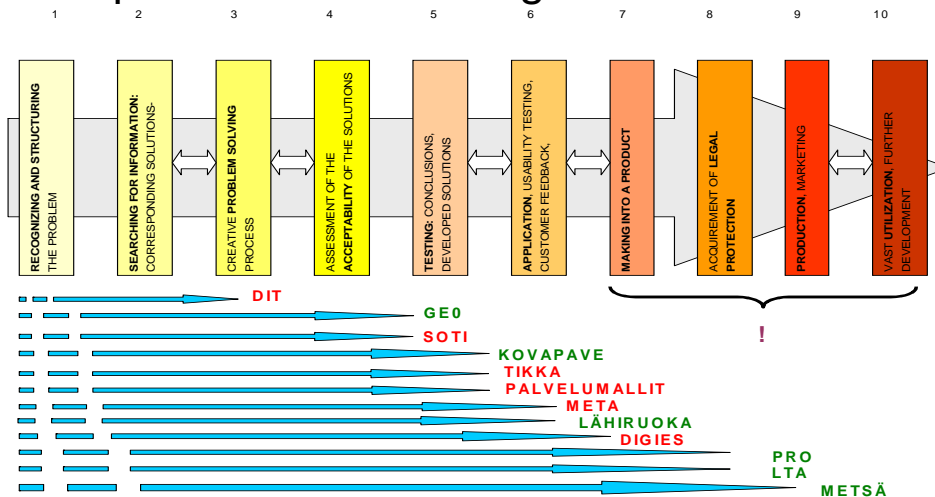 1 2 3 4 5 6 7 8 9 10
RECOGNIZING AND STRUCTURING
THE PROBLEM
SEARCHING FOR INFORMATION:
CORRESPONDING SOLUTIONS-
CREATIVE PROBLEM SOLVING
PROCESS
ASSESSMENT OF THE
ACCEPTABILITY OF THE SOLUTIONS
TESTING: CONCLUSIONS,
DEVELOPED SOLUTIONS
APPLICATION, USABILITY TESTING,
CUSTOMER FEEDBACK,
MAKING INTO A PRODUCT
ACQUIREMENT OF LEGAL
PROTECTION
PRODUCTION, MARKETING
VAST UTILIZATION, FURTHER
DEVELOPMENT
DIT
GE0
SOTI
!
KOVAPAVE
TIKKA
PALVELUMALLIT
META
LÄHIRUOKA
DIGIES
PRO
LTA
METSÄ